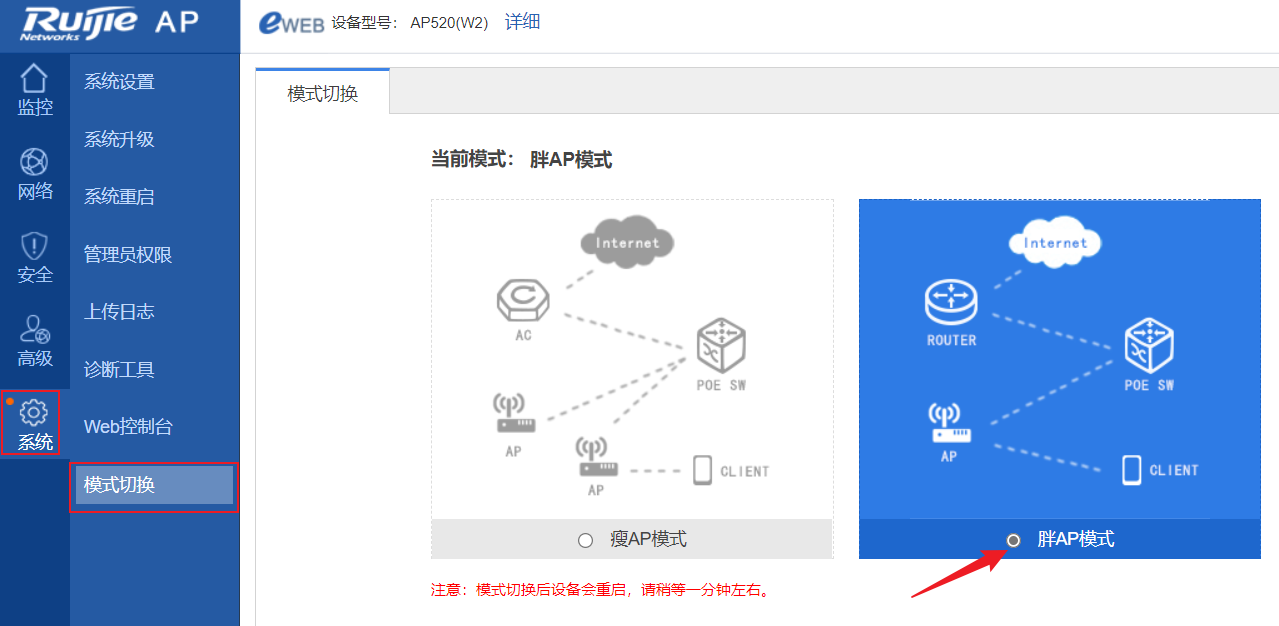 Ruijie AP
Networks
eWEB 设备型号： AP520(W2) 详细
监控
网络
安全
高级
系统
系统设置
系统升级
系统重启
管理员权限
上传日志
诊断工具
Web控制台
模式切换
模式切换
当前模式： 胖AP模式
Internet
AC
POE SW
AP
AP
CLIENT
瘦AP模式
Internet
ROUTER
POE SW
AP
CLIENT
胖AP模式
注意：模式切换后设备会重启，请稍等一分钟左右。